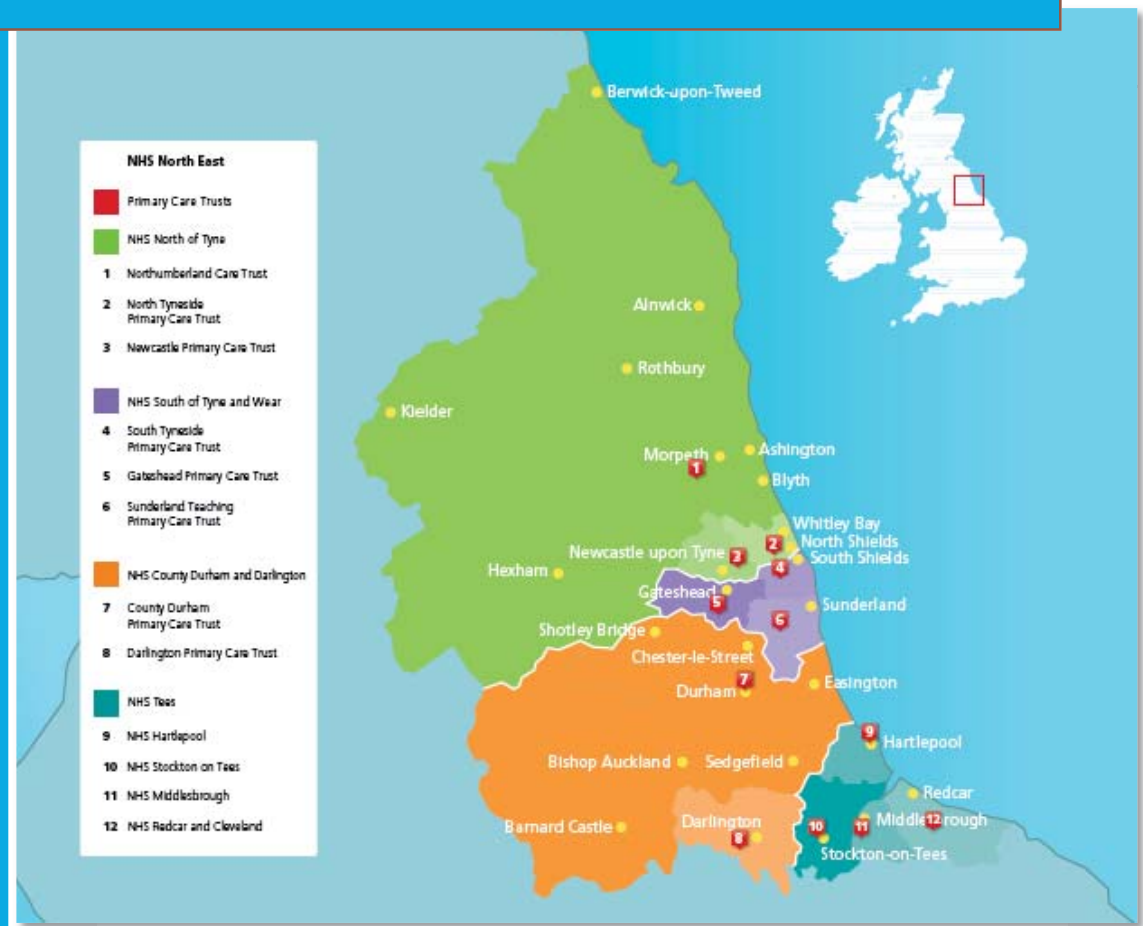 NHS North East
Primary Care Trusts
NHS North of Tyne
1 Northumberland Care Trust
2 North Tyneside
Primary Care Trust
3 Newcastle Primary Care Trust
NHS South of Tyne and Wear
4 South Tyneside
Primary Care Trust
5 Gateshead Primary Care Trust
6 Sunderland Teaching
Primary Care Trust
NHS County Durham and Darlington
7 County Durham
Primary Care Trust
8 Darlington Primary Care Trust
NHS Tees
9 NHS Hartlepool
10 NHS Stockton on Tees
11 NHS Middlesbrough
12 NHS Redcar and Cleveland
Berwick-upon-Tweed
Alnwick
Rothbury
Kielder
Morpeth
Ashington
1
Blyth
Whitley Bay
2
North Shields
Newcastle upon Tyne
3
South Shields
4
Hexham
Gateshead
5
Sunderland
6
Shotley Bridge
Chester-le-Street
7
Durham
Easington
9
Hartlepool
Bishop Auckland
Sedgefield
Redcar
Barnard Castle
Darlington
8
10
11
Middlesbrough
12
Stockton-on-Tees